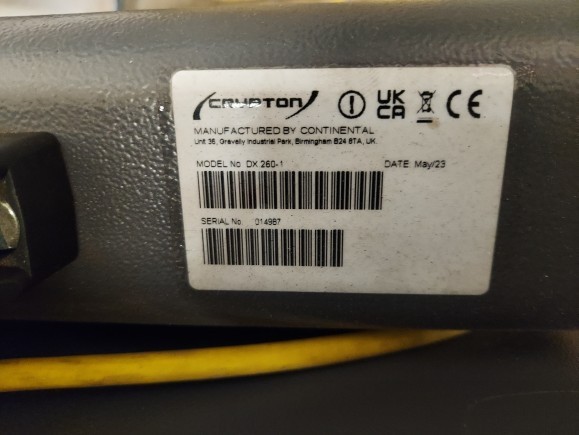 CRYPTON
UK
CA
CE
MANUFACTURED BY CONTINENTAL
Unit 36, Gravelly Industrial Park, Birmingham B24 8TA, UK.
MODEL No. DX 260-1 DATE: May/23
SERIAL No. 014987